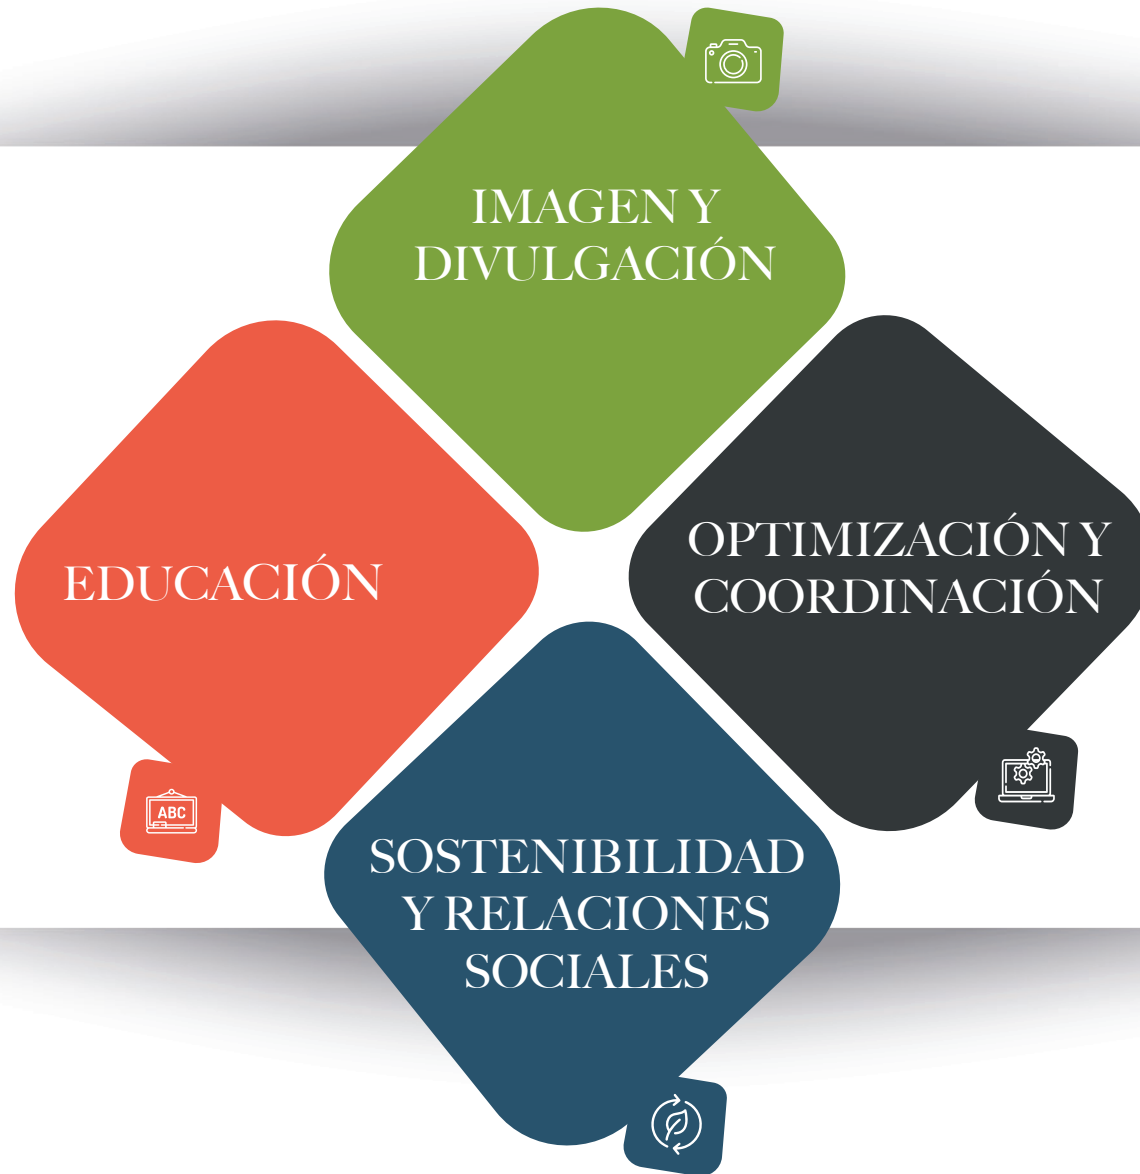 IMAGEN Y
DIVULGACIÓN
EDUCACIÓN
OPTIMIZACIÓN Y
COORDINACIÓN
ABC
SOSTENIBILIDAD
Y RELACIONES
SOCIALES